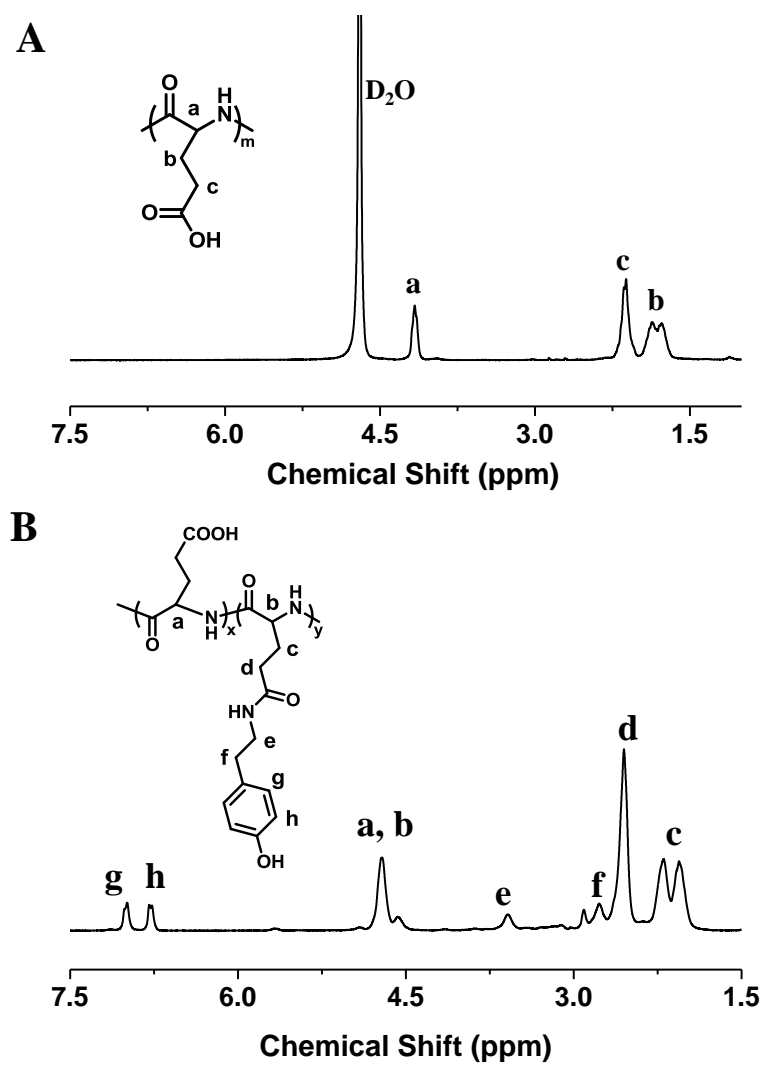 A
O
a
H
N
m
b
c
O
OH
D₂O
a
c
b
7.5 6.0 4.5 3.0 1.5
Chemical Shift (ppm)
B
COOH
O
a
N
H
x
O
b
H
N
y
c
d
HN
O
e
f
g
h
OH
g
h
a, b
e
f
d
c
7.5 6.0 4.5 3.0 1.5
Chemical Shift (ppm)